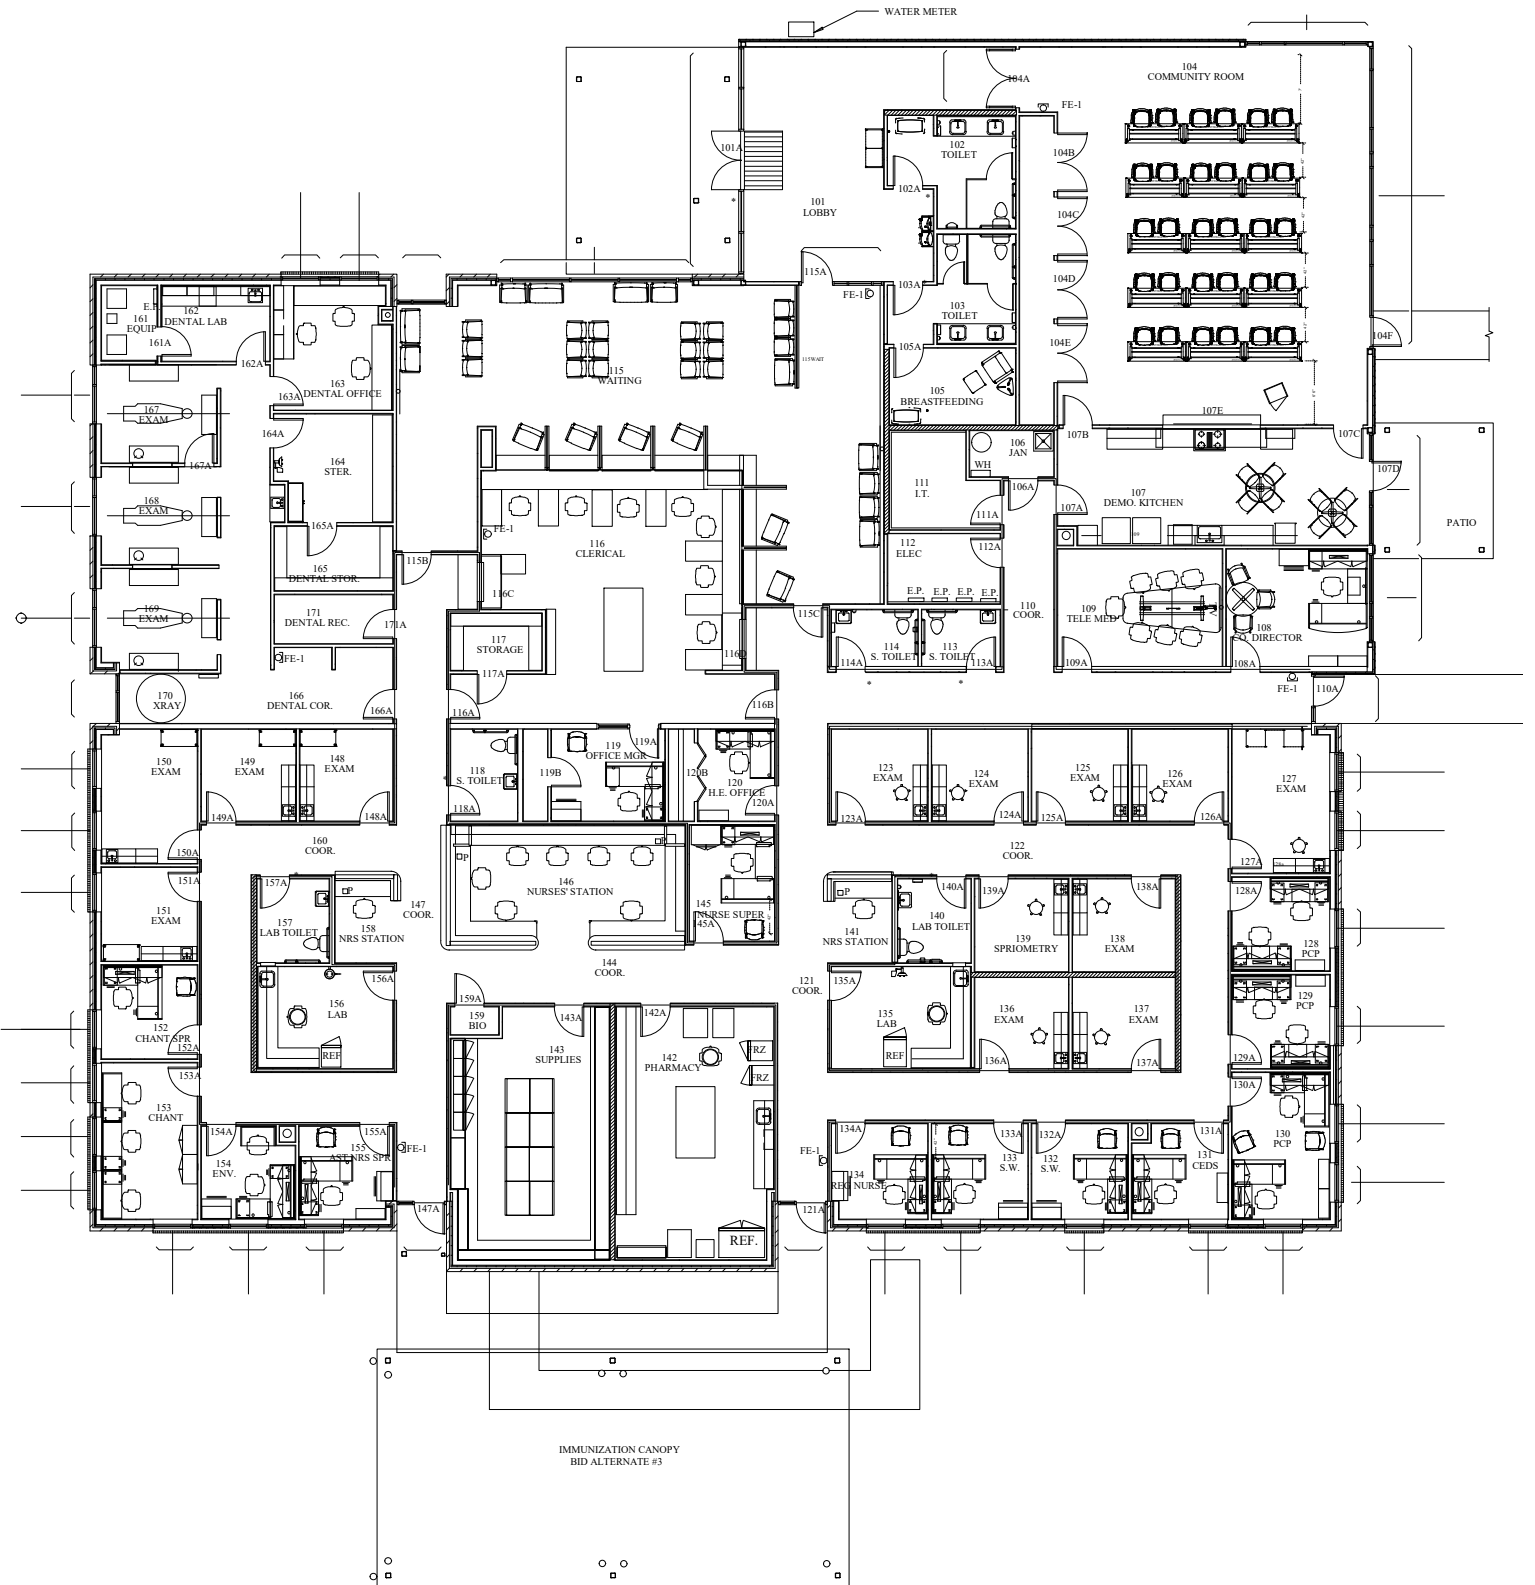 WATER METER
104
COMMUNITY ROOM
104A
FE-1
101A
102
TOILET
104B
102A
101
LOBBY
104C
115A
104D
103A
FE-1
103
TOILET
104E
104F
105A
105
BREASTFEEDING
107E
107B
107C
E.P.
162
DENTAL LAB
161
EQUIP
161A
162A
163A
163
DENTAL OFFICE
115WAIT
115
WAITING
167
EXAM
164A
164
STER.
167A
168
EXAM
165A
165
DENTAL STOR.
169
EXAM
171
DENTAL REC.
171A
FE-1
170
XRAY
166
DENTAL COR.
166A
FE-1
116
CLERICAL
115B
116C
117
STORAGE
117A
116D
116A
116B
115C
111
I.T.
111A
106
JAN
WH
106A
112
ELEC
112A
E.P.
E.P.
E.P.
E.P.
110
COOR.
107A
107
DEMO. KITCHEN
107D
PATIO
109
TELE MED
108
CO. DIRECTOR
109A
108A
114
S. TOILET
113
S. TOILET
114A
113A
FE-1
110A
150
EXAM
149
EXAM
148
EXAM
149A
148A
150A
160
COOR.
118
S. TOILET
118A
119
OFFICE MGR
119A
119B
120B
120
H.E. OFFICE
120A
123
EXAM
124
EXAM
125
EXAM
126
EXAM
127
EXAM
123A
124A
125A
126A
122
COOR.
127A
151A
151
EXAM
157A
157
LAB TOILET
P
158
NRS STATION
147
COOR.
P
P
146
NURSES' STATION
145
NURSE SUPER
145A
P
141
NRS STATION
140A
140
LAB TOILET
139A
138A
139
SPRIOMETRY
138
EXAM
128A
128
PCP
144
COOR.
121
COOR.
156A
156
LAB
REF
159A
159
BIO
143A
143
SUPPLIES
142A
142
PHARMACY
FRZ
FRZ
135A
135
LAB
REF
136
EXAM
137
EXAM
136A
137A
129
PCP
129A
152
CHANT SPR
152A
153A
153
CHANT
154A
154
ENV.
155A
155
AST NRS SPR
FE-1
147A
REF.
121A
FE-1
134A
134
REG NURSE
133A
133
S.W.
132A
132
S.W.
131A
131
CEDS
130A
130
PCP
IMMUNIZATION CANOPY
BID ALTERNATE #3